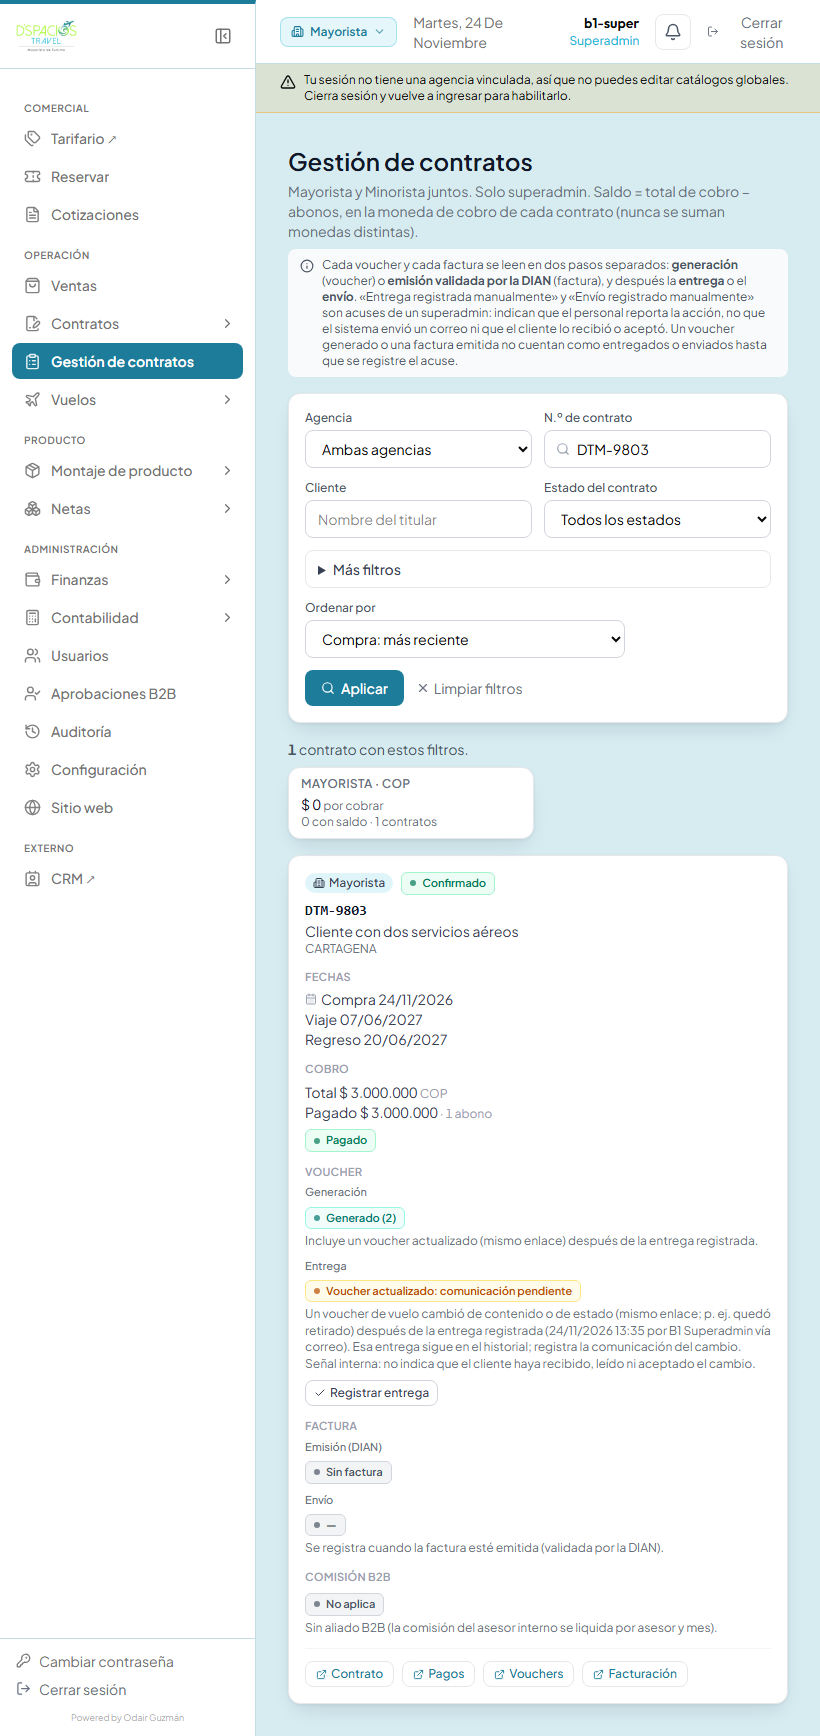 D'SPACIOS
TRAVEL
COMERCIAL
Tarifario ↗
Reservar
Cotizaciones
OPERACIÓN
Ventas
Contratos
Gestión de contratos
Vuelos
PRODUCTO
Montaje de producto
Netas
ADMINISTRACIÓN
Finanzas
Contabilidad
Usuarios
Aprobaciones B2B
Auditoría
Configuración
Sitio web
EXTERNO
CRM ↗
Cambiar contraseña
Cerrar sesión
Powered by Odair Guzmán
Mayorista
Martes, 24 De
Noviembre
b1-super
Superadmin
Cerrar
sesión
Tu sesión no tiene una agencia vinculada, así que no puedes editar catálogos globales.
Cierra sesión y vuelve a ingresar para habilitarlo.
Gestión de contratos
Mayorista y Minorista juntos. Solo superadmin. Saldo = total de cobro −
abonos, en la moneda de cobro de cada contrato (nunca se suman
monedas distintas).
Cada voucher y cada factura se leen en dos pasos separados: generación
(voucher) o emisión validada por la DIAN (factura), y después la entrega o el
envío. «Entrega registrada manualmente» y «Envío registrado manualmente»
son acuses de un superadmin: indican que el personal reporta la acción, no que
el sistema envió un correo ni que el cliente lo recibió o aceptó. Un voucher
generado o una factura emitida no cuentan como entregados o enviados hasta
que se registre el acuse.
Agencia
Ambas agencias
N.º de contrato
DTM-9803
Cliente
Nombre del titular
Estado del contrato
Todos los estados
Más filtros
Ordenar por
Compra: más reciente
Aplicar
Limpiar filtros
1 contrato con estos filtros.
MAYORISTA · COP
$ 0 por cobrar
0 con saldo · 1 contratos
Mayorista
Confirmado
DTM-9803
Cliente con dos servicios aéreos
CARTAGENA
FECHAS
Compra 24/11/2026
Viaje 07/06/2027
Regreso 20/06/2027
COBRO
Total $ 3.000.000 COP
Pagado $ 3.000.000 · 1 abono
Pagado
VOUCHER
Generación
Generado (2)
Incluye un voucher actualizado (mismo enlace) después de la entrega registrada.
Entrega
Voucher actualizado: comunicación pendiente
Un voucher de vuelo cambió de contenido o de estado (mismo enlace; p. ej. quedó
retirado) después de la entrega registrada (24/11/2026 13:35 por B1 Superadmin vía
correo). Esa entrega sigue en el historial; registra la comunicación del cambio.
Señal interna: no indica que el cliente haya recibido, leído ni aceptado el cambio.
Registrar entrega
FACTURA
Emisión (DIAN)
Sin factura
Envío
—
Se registra cuando la factura esté emitida (validada por la DIAN).
COMISIÓN B2B
No aplica
Sin aliado B2B (la comisión del asesor interno se liquida por asesor y mes).
Contrato
Pagos
Vouchers
Facturación